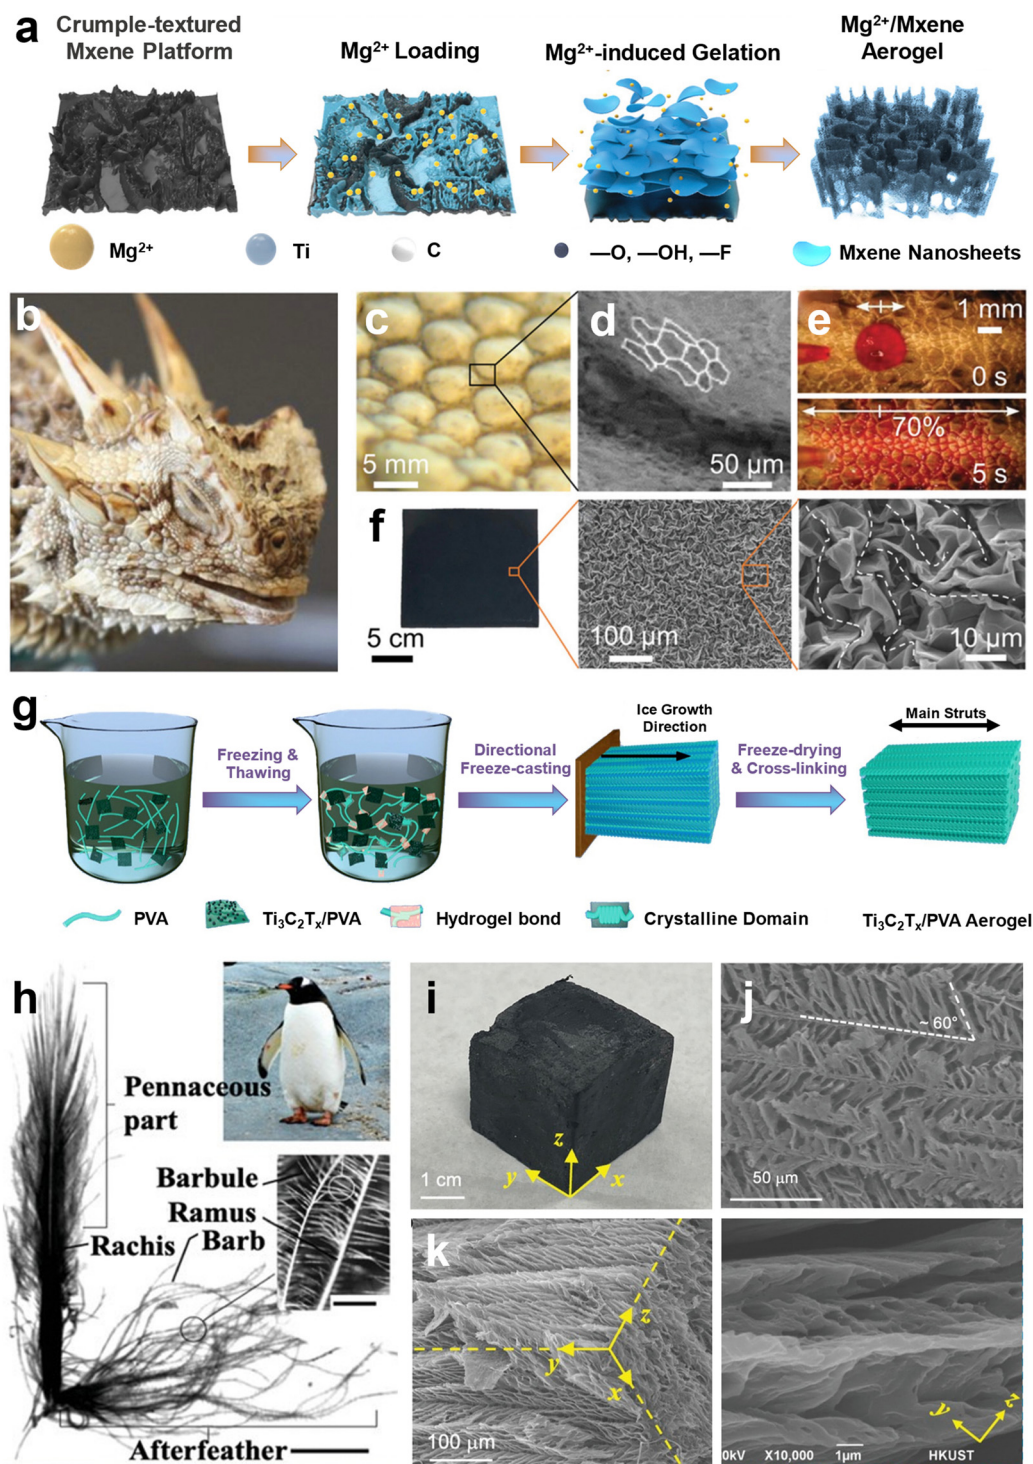 a
Crumple-textured
Mxene Platform
Mg²⁺ Loading
Mg²⁺-induced Gelation
Mg²⁺/Mxene
Aerogel
Mg²⁺
Ti
C
—O, —OH, —F
Mxene Nanosheets
b
c
5 mm
d
50 µm
e
1 mm
0 s
70%
5 s
f
5 cm
100 µm
10 µm
g
Freezing &
Thawing
Directional
Freeze-casting
Ice Growth
Direction
Freeze-drying
& Cross-linking
Main Struts
PVA
Ti₃C₂Tₓ/PVA
Hydrogel bond
Crystalline Domain
Ti₃C₂Tₓ/PVA Aerogel
h
Pennaceous
part
Barbule
Ramus
Rachis
Barb
Afterfeather
i
z
y
x
1 cm
j
~ 60°
50 µm
k
z
y
x
100 µm
y
z
0kV X10,000 1µm HKUST